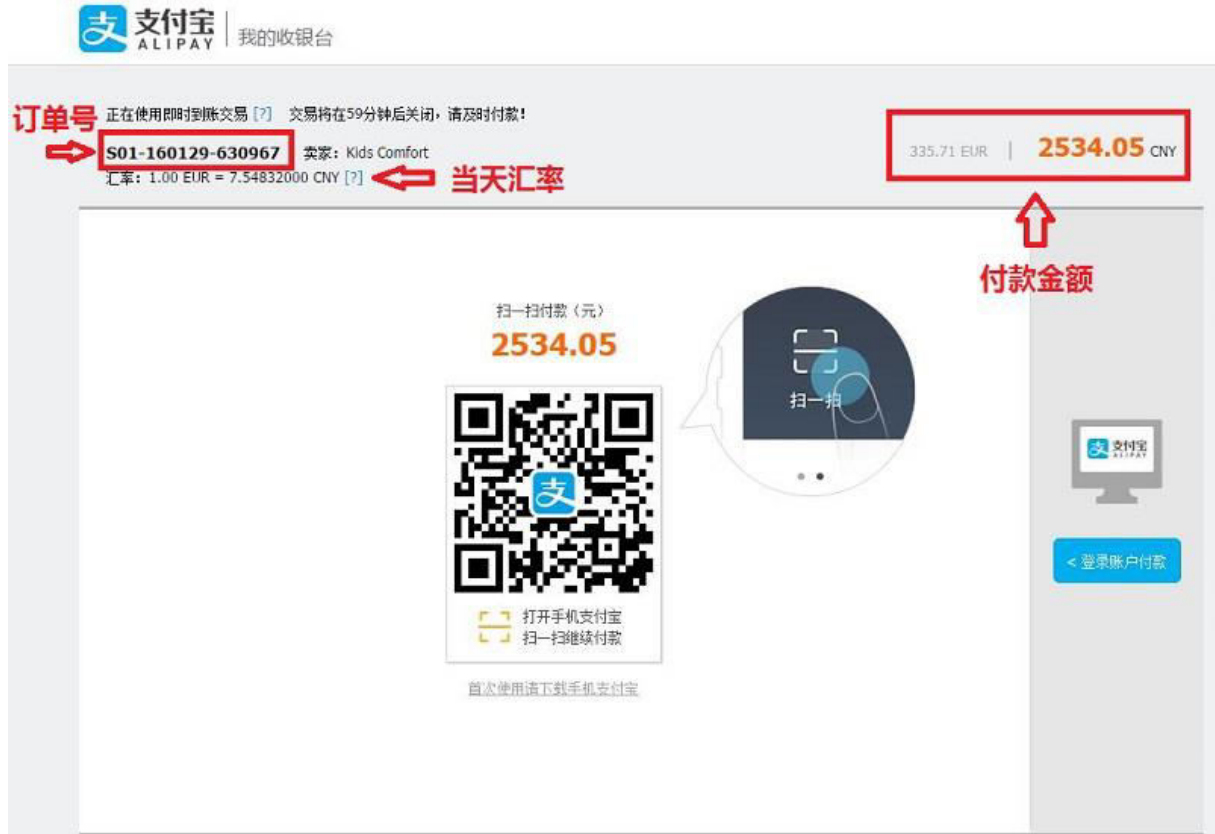 支付宝
ALIPAY
我的收银台
正在使用即时到账交易 [?] 交易将在59分钟后关闭，请及时付款！
订单号
S01-160129-630967 卖家：Kids Comfort
335.71 EUR | 2534.05 CNY
汇率：1.00 EUR = 7.54832000 CNY [?]
当天汇率
付款金额
扫一扫付款（元）
2534.05
扫一扫
支
支付宝
ALIPAY
<登录账户付款
打开手机支付宝
扫一扫继续付款
首次使用请下载手机支付宝